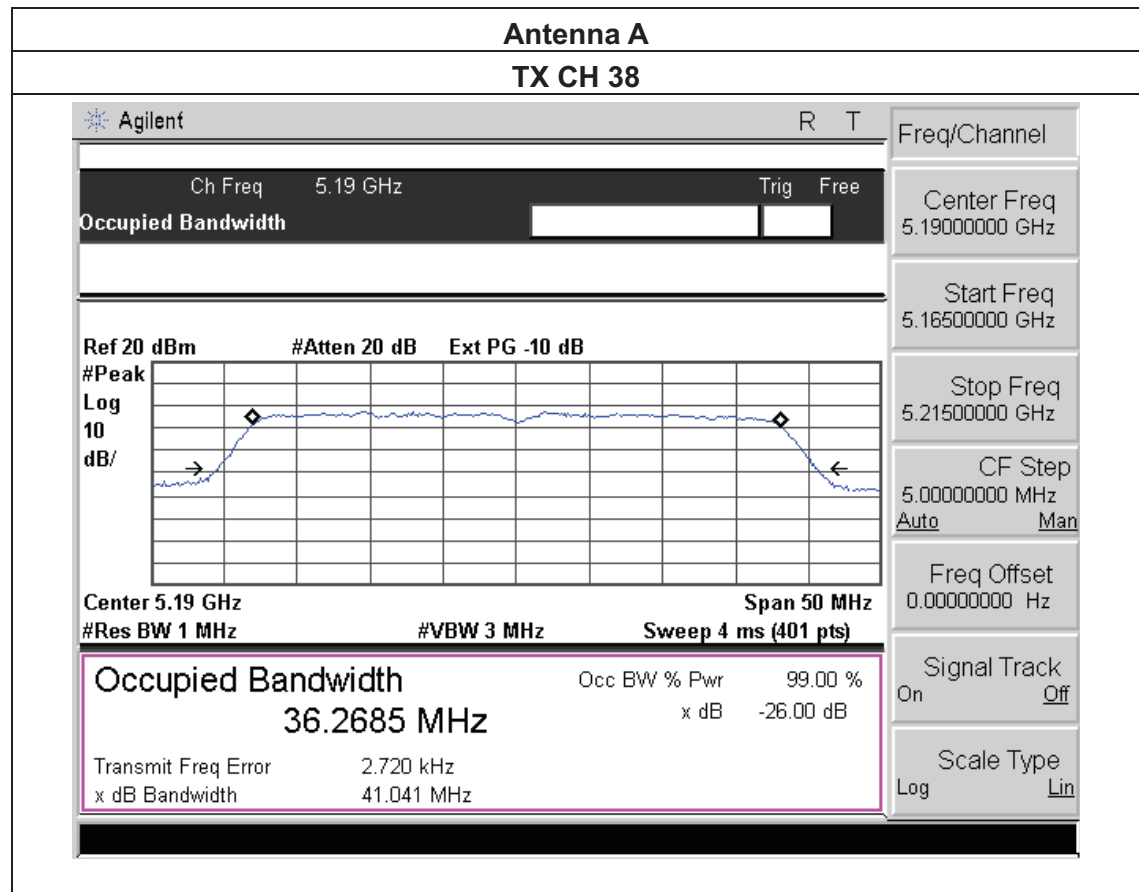 Antenna A
TX CH 38
Agilent R T
Ch Freq 5.19 GHz Trig Free
Occupied Bandwidth
Ref 20 dBm #Atten 20 dB Ext PG -10 dB
#Peak
Log
10
dB/
Center 5.19 GHz Span 50 MHz
#Res BW 1 MHz #VBW 3 MHz Sweep 4 ms (401 pts)
Occupied Bandwidth Occ BW % Pwr 99.00 %
36.2685 MHz x dB -26.00 dB
Transmit Freq Error 2.720 kHz
x dB Bandwidth 41.041 MHz
Freq/Channel
Center Freq
5.19000000 GHz
Start Freq
5.16500000 GHz
Stop Freq
5.21500000 GHz
CF Step
5.00000000 MHz
Auto Man
Freq Offset
0.00000000 Hz
Signal Track
On Off
Scale Type
Log Lin